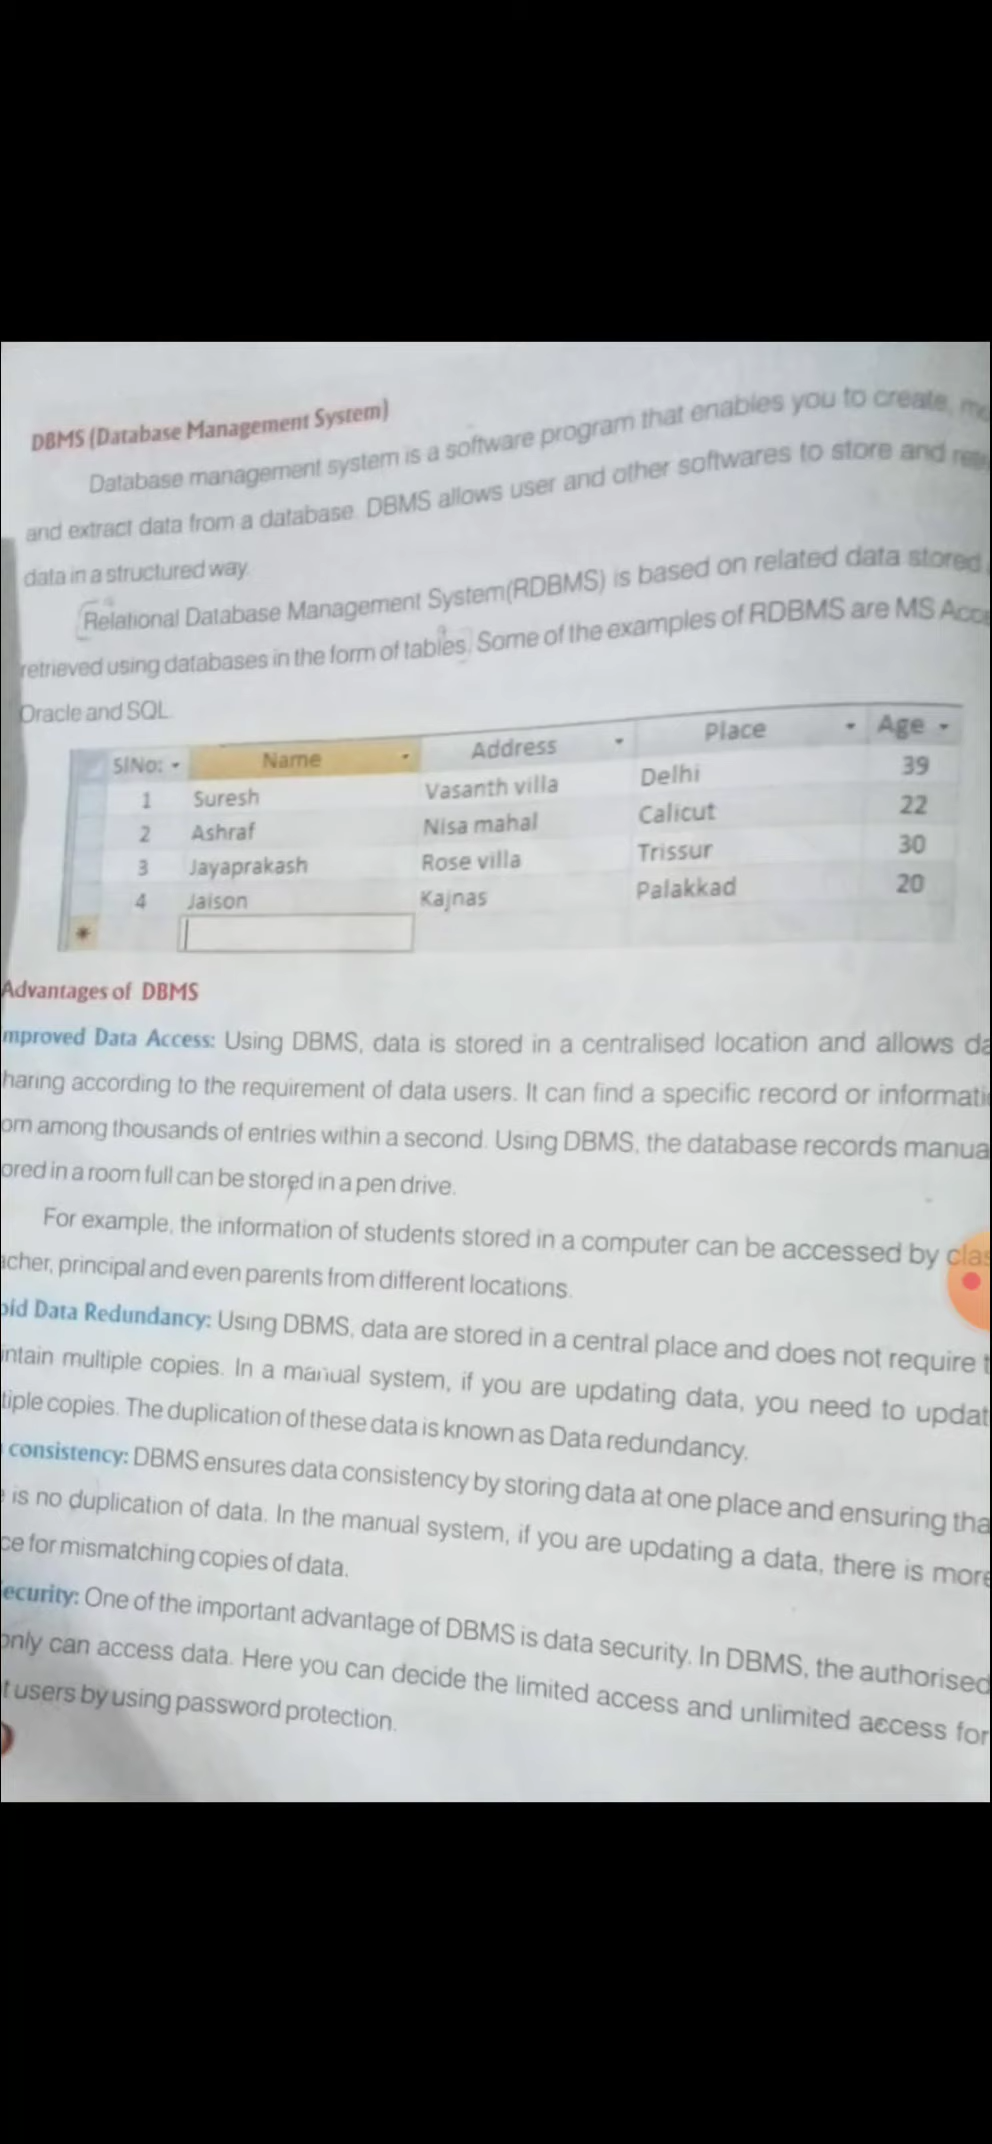 DBMS (Database Management System)
Database management system is a software program that enables you to create,
and extract data from a database. DBMS allows user and other softwares to store and
data in a structured way.
Relational Database Management System(RDBMS) is based on related data stored
retrieved using databases in the form of tables. Some of the examples of RDBMS are MS Acce
Oracle and SQL.
SlNo: Name Address Place Age
1 Suresh Vasanth villa Delhi 39
2 Ashraf Nisa mahal Calicut 22
3 Jayaprakash Rose villa Trissur 30
4 Jaison Kajnas Palakkad 20
*
Advantages of DBMS
mproved Data Access: Using DBMS, data is stored in a centralised location and allows da
haring according to the requirement of data users. It can find a specific record or informati
om among thousands of entries within a second. Using DBMS, the database records manua
ored in a room full can be stored in a pen drive.
For example, the information of students stored in a computer can be accessed by clas
acher, principal and even parents from different locations.
oid Data Redundancy: Using DBMS, data are stored in a central place and does not require t
intain multiple copies. In a manual system, if you are updating data, you need to updat
tiple copies. The duplication of these data is known as Data redundancy.
consistency: DBMS ensures data consistency by storing data at one place and ensuring tha
e is no duplication of data. In the manual system, if you are updating a data, there is more
ce for mismatching copies of data.
ecurity: One of the important advantage of DBMS is data security. In DBMS, the authorised
only can access data. Here you can decide the limited access and unlimited access for
t users by using password protection.